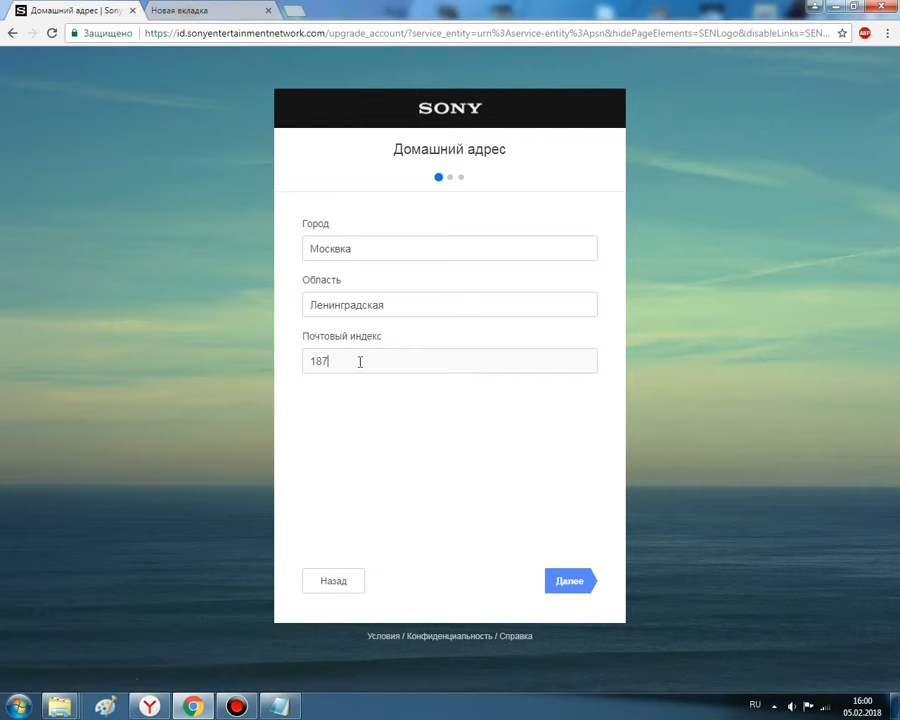 Домашний адрес | Sony
Новая вкладка
Защищено
https://id.sonyentertainmentnetwork.com/upgrade_account/?service_entity=urn%3Aservice-entity%3Apsn&hidePageElements=SENLogo&disableLinks=SEN...
ABP
SONY
Домашний адрес
Город
Москвка
Область
Ленинградская
Почтовый индекс
187
Назад
Далее
Условия / Конфиденциальность / Справка
RU
16:00
05.02.2018